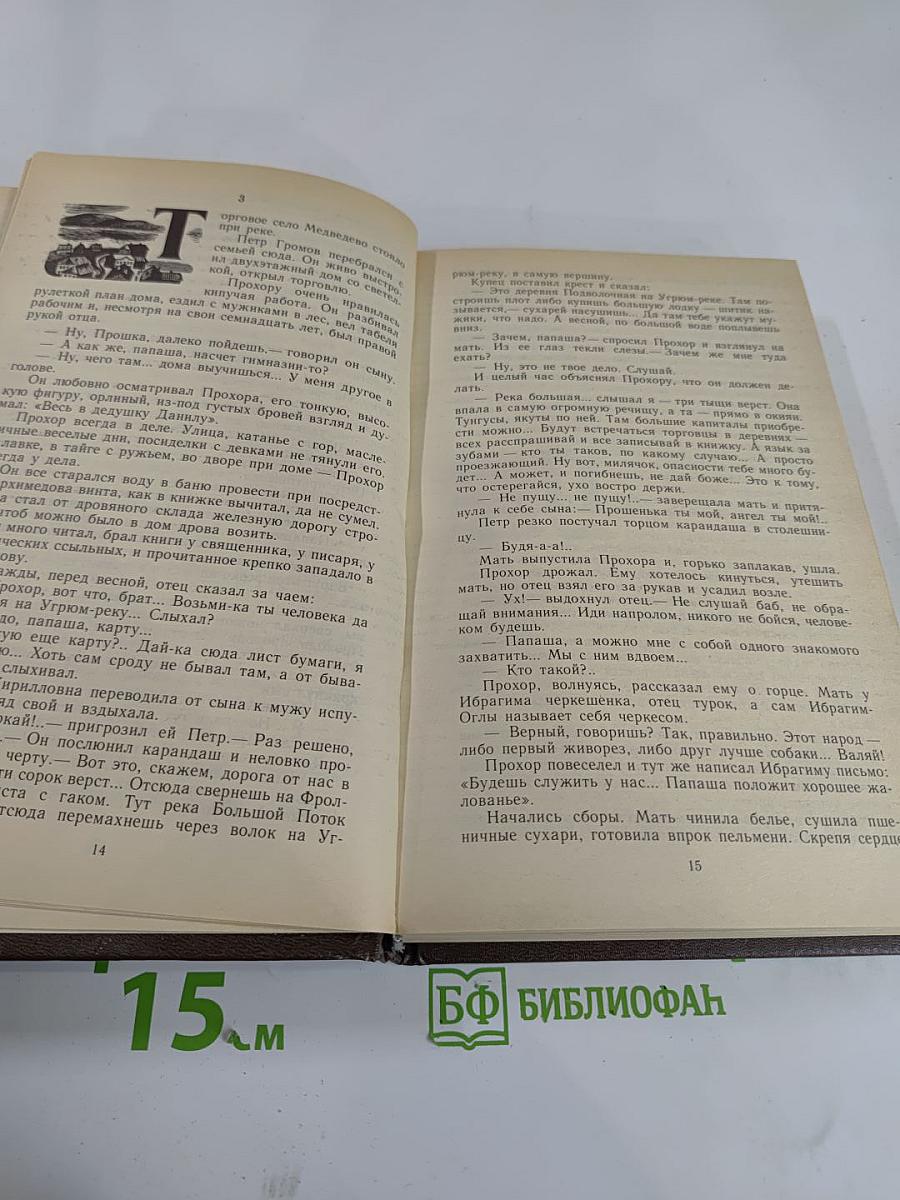 3
Торговое село Медведево стояло
при реке.
Петр Громов перебрался с
семьей сюда. Он живо выстро-
ил двухэтажный дом со светел-
кой, открыл торговлю.
Прохору очень нравилась
кипучая работа. Он разбивал
рулеткой план дома, ездил с мужиками в лес, вел табеля
рабочим и, несмотря на свои семнадцать лет, был правой
рукой отца.
— Ну, Прошка, далеко пойдешь,— говорил он сыну.
— А как же, папаша, насчет гимназии-то?
— Ну, чего там... дома выучишься... У меня другое в
голове.
Он любовно осматривал Прохора, его тонкую, высо-
кую фигуру, орлиный, из-под густых бровей взгляд и ду-
мал: «Весь в дедушку Данилу».
Прохор всегда в деле. Улица, катанье с гор, масле-
ичные веселые дни, посиделки с девками не тянули его.
лавке, в тайге с ружьем, во дворе при доме — Прохор
егда у дела.
Он все старался воду в баню провести при посредст-
рхимедова винта, как в книжке вычитал, да не сумел.
а стал от дровяного склада железную дорогу стро-
чтоб можно было в дом дрова возить.
много читал, брал книги у священника, у писаря, у
ических ссыльных, и прочитанное крепко западало в
ову.
ажды, перед весной, отец сказал за чаем:
рохор, вот что, брат... Возьми-ка ты человека да
я на Угрюм-реку... Слыхал?
до, папаша, карту...
ую еще карту?.. Дай-ка сюда лист бумаги, я
ю... Хоть сам сроду не бывал там, а от быва-
слыхивал.
ирилловна переводила от сына к мужу испу-
яд свой и вздыхала.
ркай!..— пригрозил ей Петр.— Раз решено,
.— Он послюнил карандаш и неловко про-
черту.— Вот это, скажем, дорога от нас в
ти сорок верст... Отсюда свернешь на Фрол-
ста с гаком. Тут река Большой Поток
тсюда перемахнешь через волок на Уг-
14
рюм-реку, в самую вершину.
Купец поставил крест и сказал:
— Это деревня Подволочная на Угрюм-реке. Там по-
строишь плот либо купишь большую лодку — шитик на-
зывается,— сухарей насушишь... Да там тебе укажут му-
жики, что надо. А весной, по большой воде поплывешь
вниз.
— Зачем, папаша?— спросил Прохор и взглянул на
мать. Из ее глаз текли слезы.— Зачем же мне туда
ехать?
— Ну, это не твое дело. Слушай.
И целый час объяснял Прохору, что он должен де-
лать.
— Река большая... слышал я — три тыщи верст. Она
впала в самую огромную речищу, а та — прямо в окиян.
Тунгусы, якуты по ней. Там большие капиталы приобре-
сти можно... Будут встречаться торговцы в деревнях —
всех расспрашивай и все записывай в книжку. А язык за
зубами — кто ты таков, по какому случаю... А просто
проезжающий. Ну вот, милячок, опасности тебе много бу-
дет... А может, и погибнешь, не дай боже... Это к тому,
что остерегайся, ухо востро держи.
— Не пущу... не пущу!..— заверещала мать и притя-
нула к себе сына:— Прошенька ты мой, ангел ты мой!..
Петр резко постучал торцом карандаша в столешни-
цу.
— Будя-а-а!..
Мать выпустила Прохора и, горько заплакав, ушла.
Прохор дрожал. Ему хотелось кинуться, утешить
мать, но отец взял его за рукав и усадил возле.
— Ух!— выдохнул отец.— Не слушай баб, не обра-
щай внимания... Иди напролом, никого не бойся, челове-
ком будешь.
— Папаша, а можно мне с собой одного знакомого
захватить... Мы с ним вдвоем...
— Кто такой?..
Прохор, волнуясь, рассказал ему о горце. Мать у
Ибрагима черкешенка, отец турок, а сам Ибрагим-
Оглы называет себя черкесом.
— Верный, говоришь? Так, правильно. Этот народ —
либо первый живорез, либо друг лучше собаки... Валяй!
Прохор повеселел и тут же написал Ибрагиму письмо:
«Будешь служить у нас... Папаша положит хорошее жа-
лованье».
Начались сборы. Мать чинила белье, сушила пше-
ничные сухари, готовила впрок пельмени. Скрепя сердце
15
15 см
БФ БИБЛИОФАН